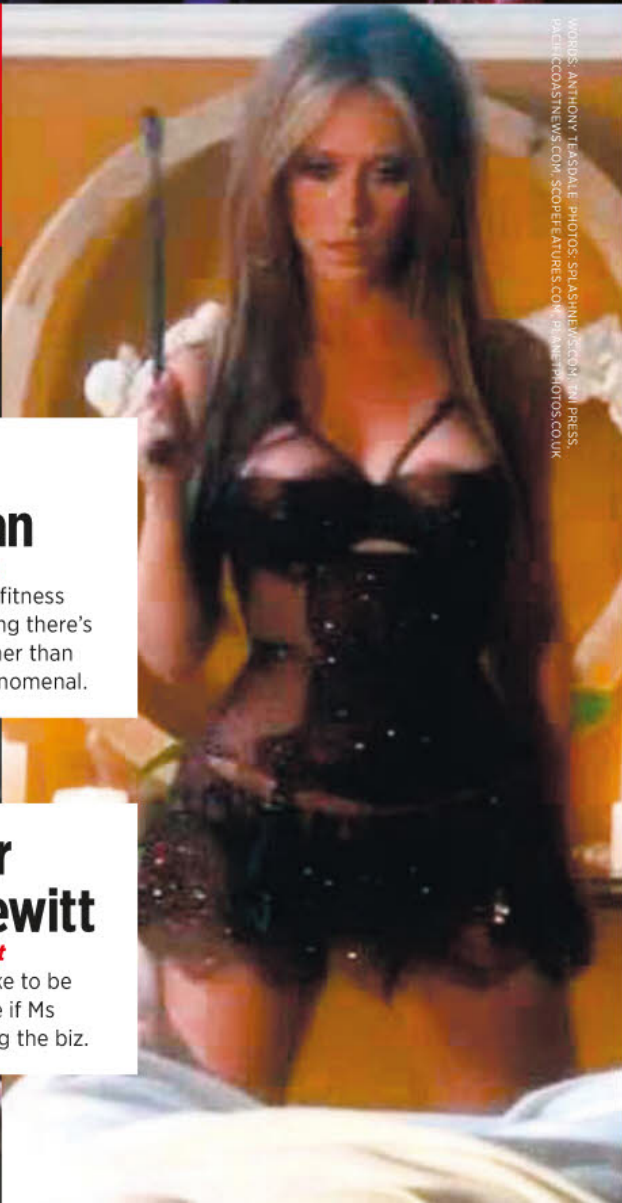 WORDS: ANTHONY TEASDALE PHOTOS: SPLASHNEWS.COM, TNI PRESS,
PACIFICCOASTNEWS.COM, SCOPEFEATURES.COM, PLANETPHOTOS.CO.UK
an
fitness
ng there's
her than
nomenal.
r
ewitt
t
ke to be
e if Ms
g the biz.